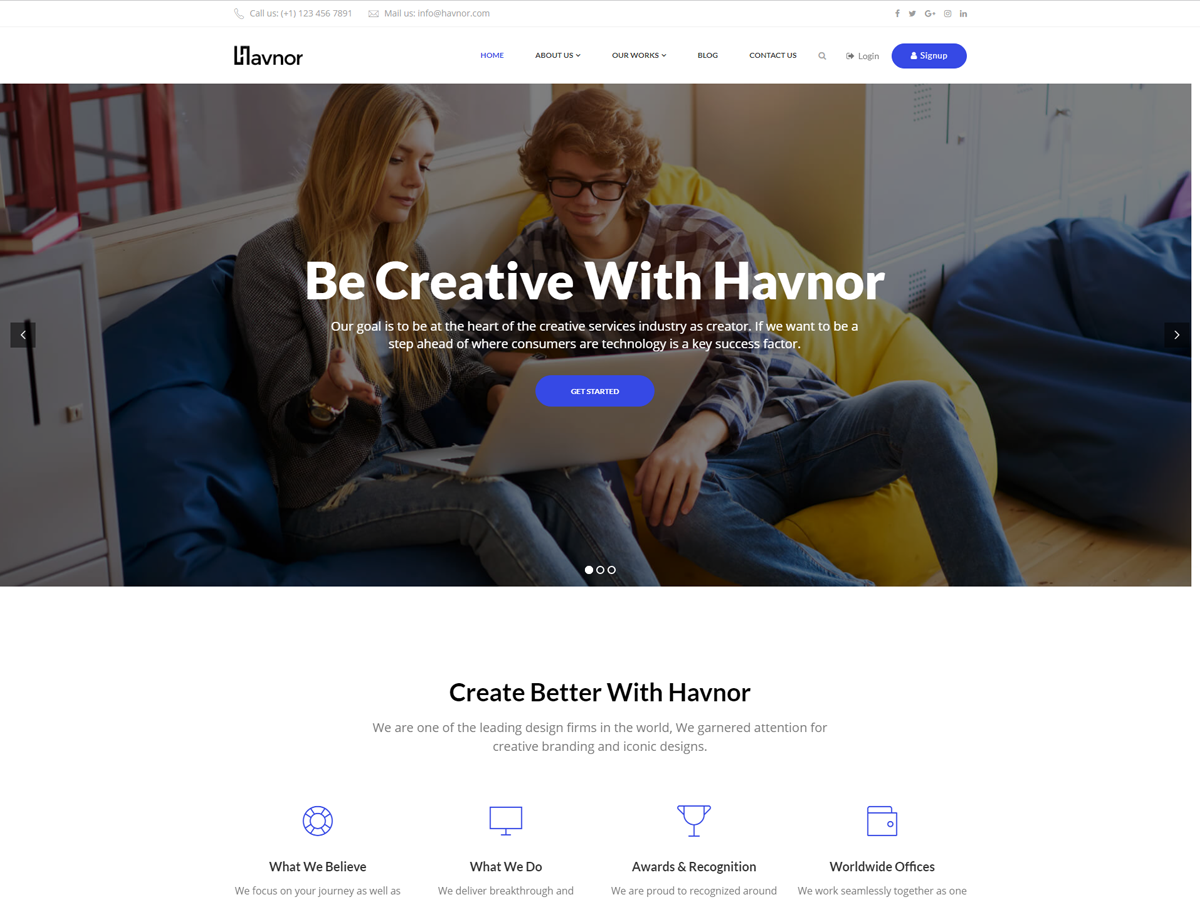 Call us: (+1) 123 456 7891 Mail us: info@havnor.com
Havnor HOME ABOUT US OUR WORKS BLOG CONTACT US Login Signup
Be Creative With Havnor
Our goal is to be at the heart of the creative services industry as creator. If we want to be a
step ahead of where consumers are technology is a key success factor.
GET STARTED
Create Better With Havnor
We are one of the leading design firms in the world, We garnered attention for
creative branding and iconic designs.
What We Believe
We focus on your journey as well as
What We Do
We deliver breakthrough and
Awards & Recognition
We are proud to recognized around
Worldwide Offices
We work seamlessly together as one